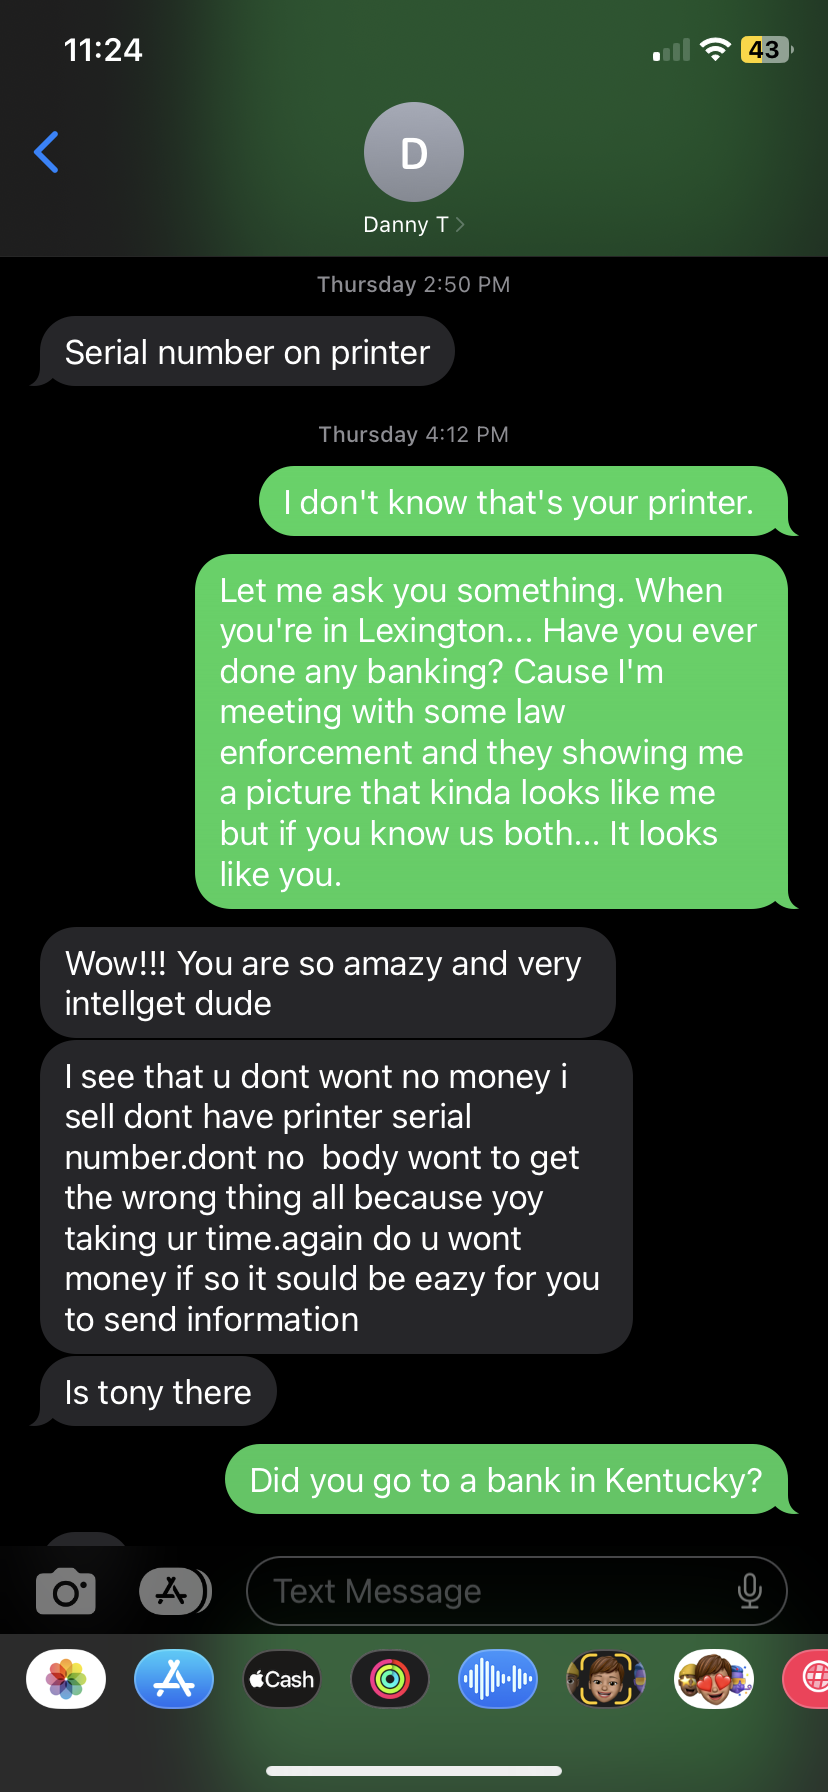 11:24
43
D
Danny T
Thursday 2:50 PM
Serial number on printer
Thursday 4:12 PM
I don't know that's your printer.
Let me ask you something. When
you're in Lexington... Have you ever
done any banking? Cause I'm
meeting with some law
enforcement and they showing me
a picture that kinda looks like me
but if you know us both... It looks
like you.
Wow!!! You are so amazy and very
intellget dude
I see that u dont wont no money i
sell dont have printer serial
number.dont no  body wont to get
the wrong thing all because yoy
taking ur time.again do u wont
money if so it sould be eazy for you
to send information
Is tony there
Did you go to a bank in Kentucky?
Text Message
Cash